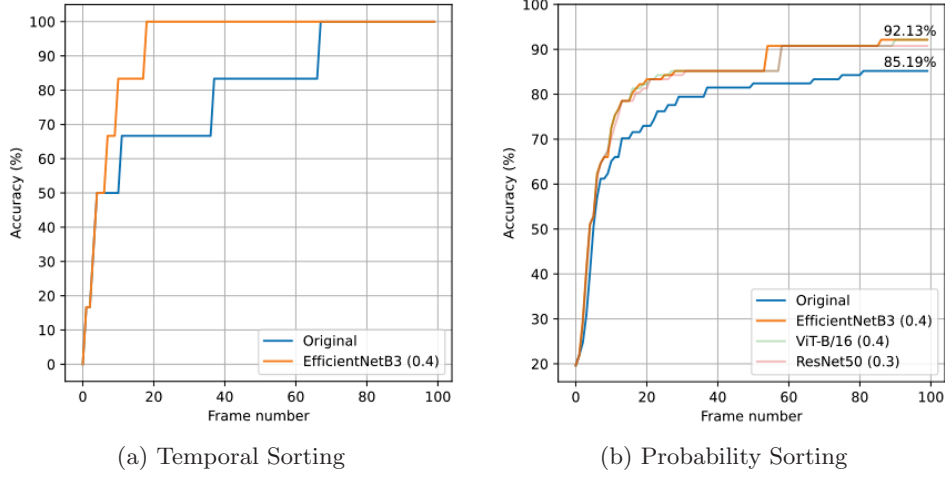 100
90
80
70
60
50
40
30
20
10
0
Accuracy (%)
0 20 40 60 80 100
Frame number
Original
EfficientNetB3 (0.4)
(a) Temporal Sorting
100
90
80
70
60
50
40
30
20
Accuracy (%)
92.13%
85.19%
0 20 40 60 80 100
Frame number
Original
EfficientNetB3 (0.4)
ViT-B/16 (0.4)
ResNet50 (0.3)
(b) Probability Sorting